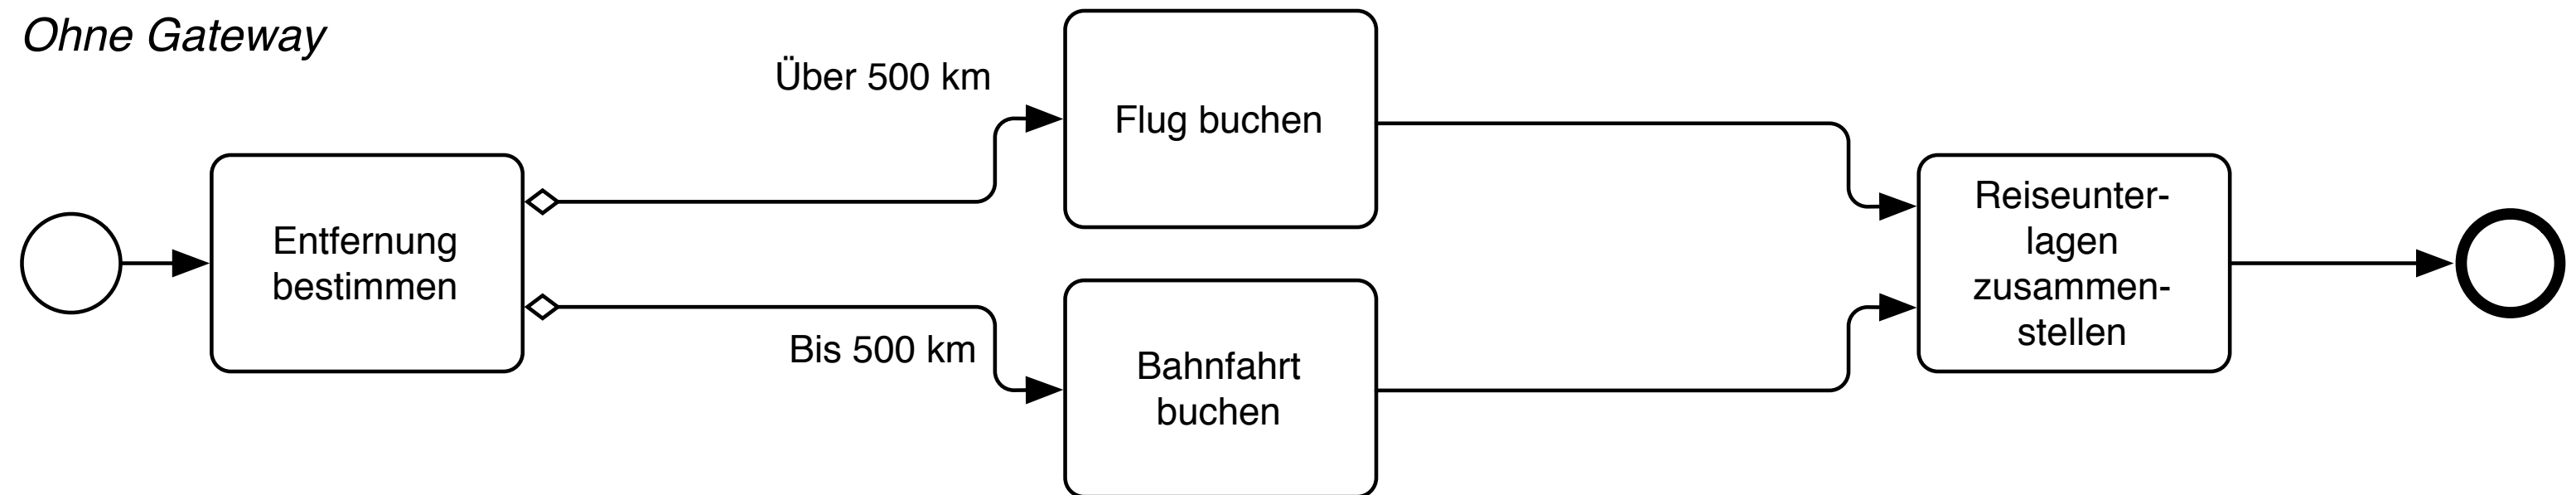 Ohne Gateway
Über 500 km
Flug buchen
Entfernung
bestimmen
Bis 500 km
Bahnfahrt
buchen
Reiseunter-
lagen
zusammen-
stellen